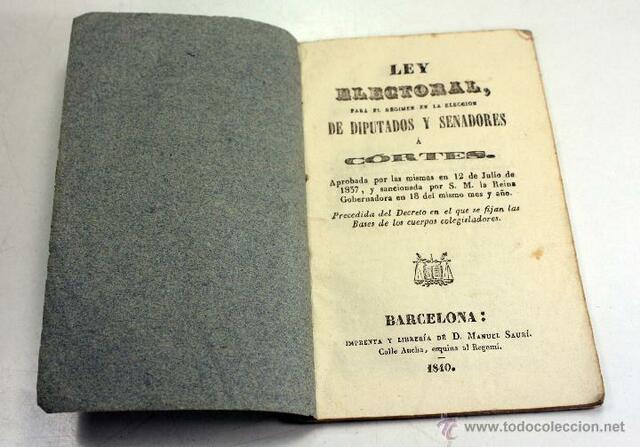 LEY
ELECTORAL,
PARA EL RÉGIMEN EN LA ELECCION
DE DIPUTADOS Y SENADORES
Á
CÓRTES.
Aprobada por las mismas en 12 de Julio de
1837, y sancionada por S. M. la Reina
Gobernadora en 18 del mismo mes y año.
Precedida del Decreto en el que se fijan las
Bases de los cuerpos colegisladores.
BARCELONA:
IMPRENTA Y LIBRERÍA DE D. MANUEL SAURÍ.
Calle Ancha, esquina al Regomí.
1840.
www.todocoleccion.net